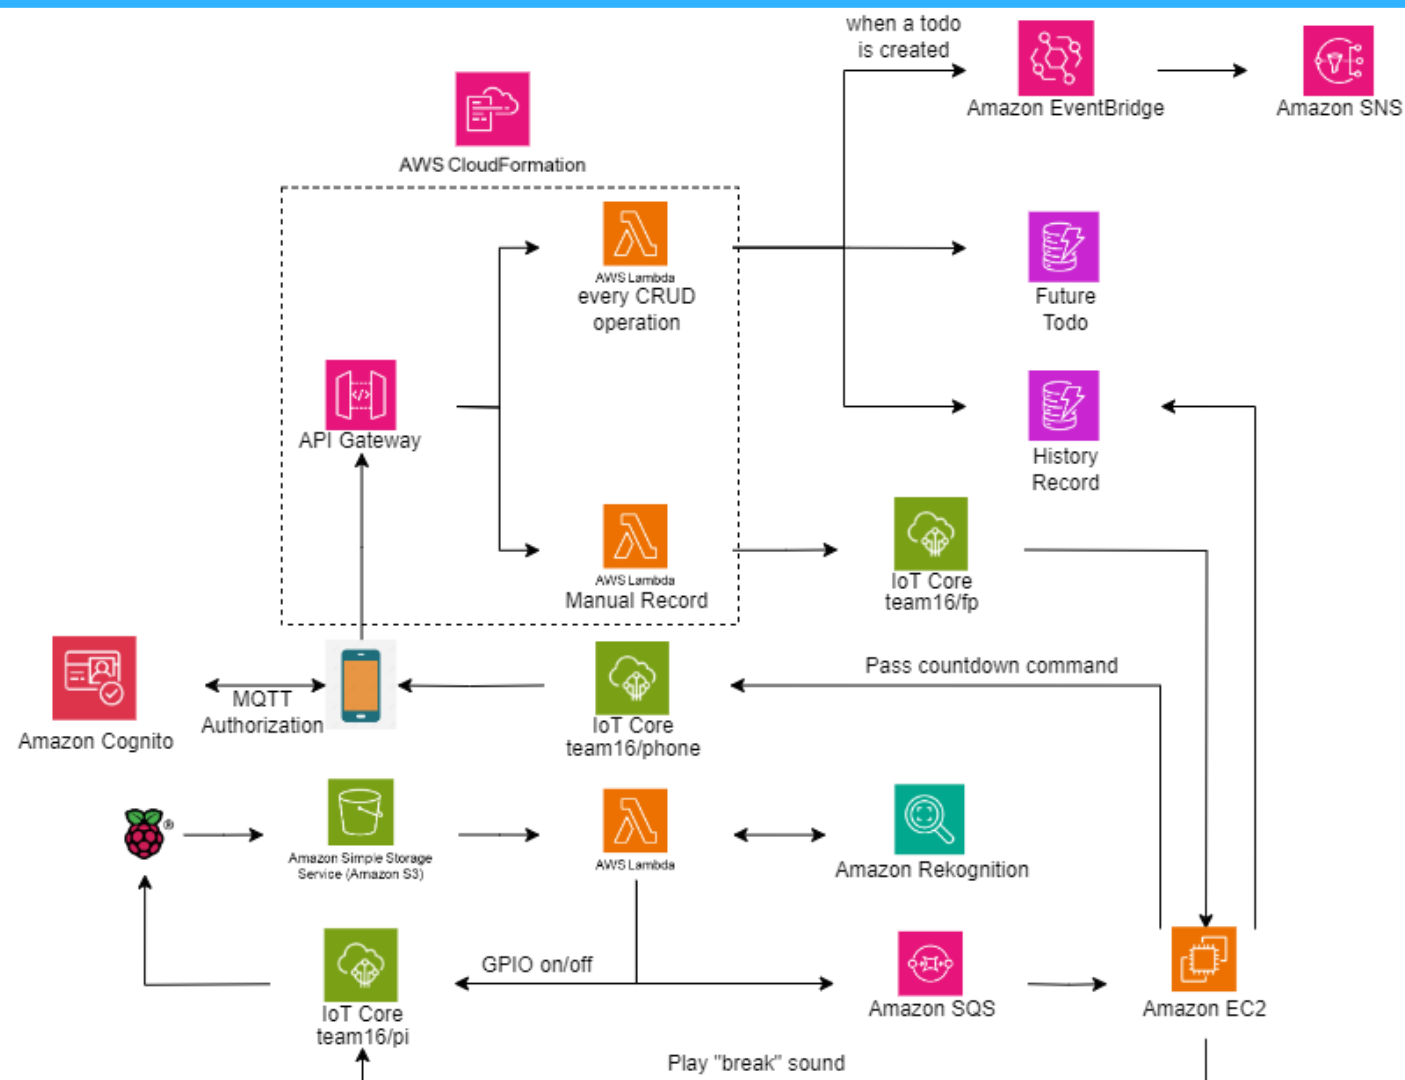 when a todo
is created
Amazon EventBridge
Amazon SNS
AWS CloudFormation
AWS Lambda
every CRUD
operation
Future
Todo
API Gateway
History
Record
AWS Lambda
Manual Record
IoT Core
team16/fp
Pass countdown command
MQTT
Authorization
Amazon Cognito
IoT Core
team16/phone
®
Amazon Simple Storage
Service (Amazon S3)
AWS Lambda
Amazon Rekognition
GPIO on/off
IoT Core
team16/pi
Amazon SQS
Amazon EC2
Play "break" sound